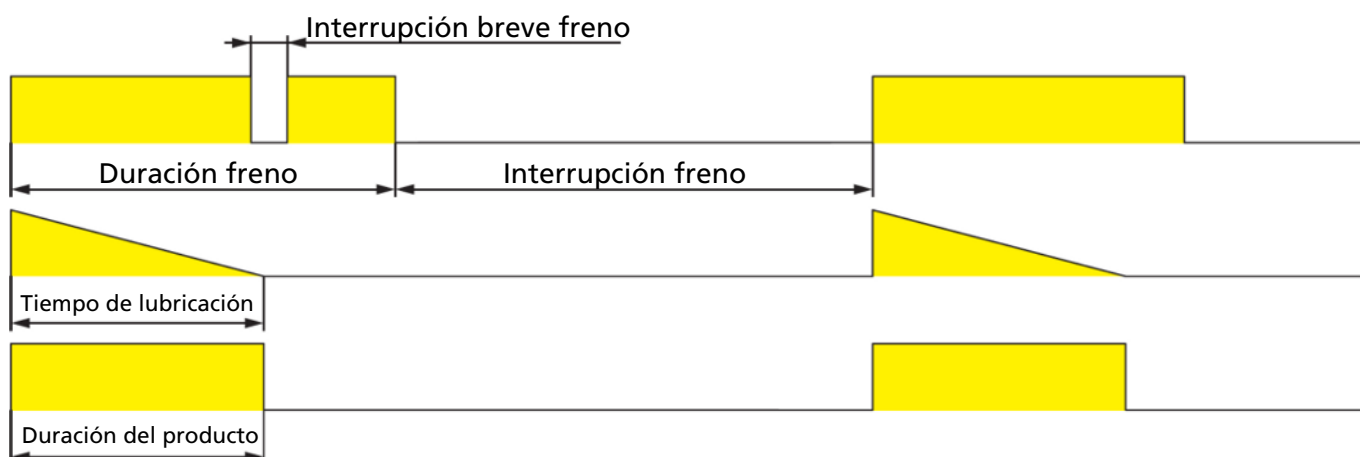 Interrupción breve freno
Duración freno
Interrupción freno
Tiempo de lubricación
Duración del producto